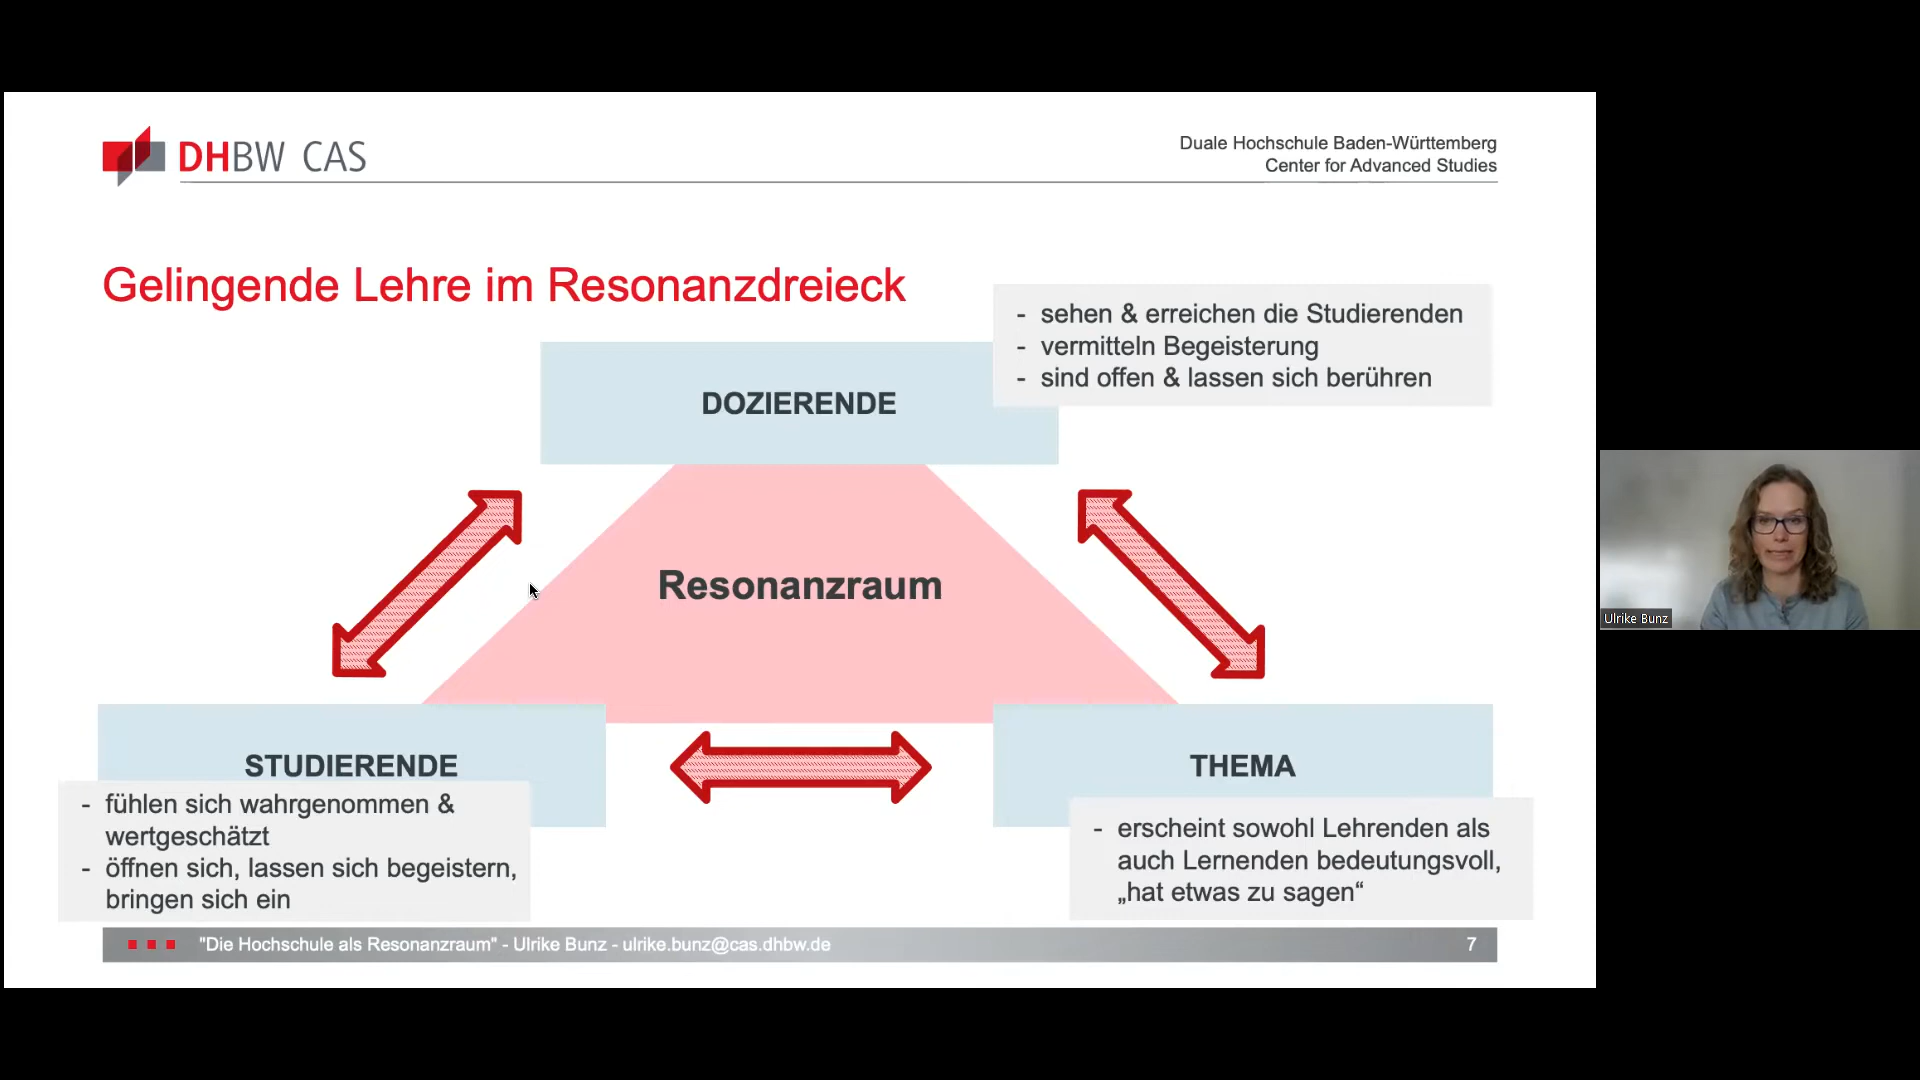 DHBW CAS
Duale Hochschule Baden-Württemberg
Center for Advanced Studies
Gelingende Lehre im Resonanzdreieck
- sehen & erreichen die Studierenden
- vermitteln Begeisterung
- sind offen & lassen sich berühren
DOZIERENDE
Resonanzraum
Ulrike Bunz
STUDIERENDE
- fühlen sich wahrgenommen &
wertgeschätzt
- öffnen sich, lassen sich begeistern,
bringen sich ein
THEMA
- erscheint sowohl Lehrenden als
auch Lernenden bedeutungsvoll,
„hat etwas zu sagen“
"Die Hochschule als Resonanzraum" - Ulrike Bunz - ulrike.bunz@cas.dhbw.de
7